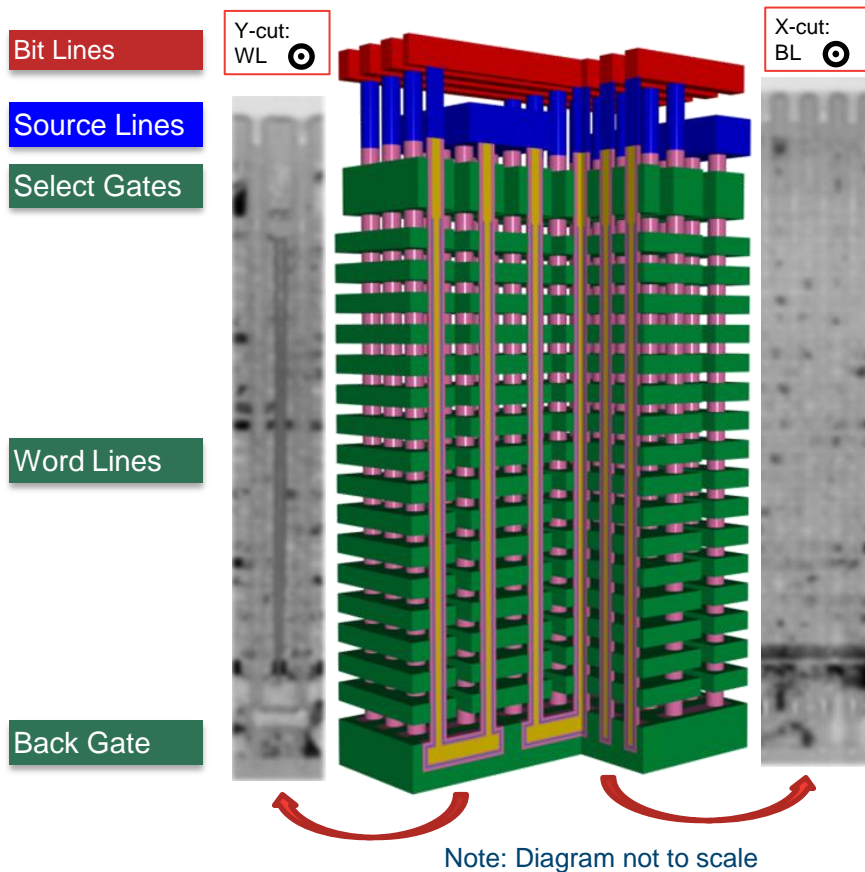 Bit Lines
Source Lines
Select Gates
Word Lines
Back Gate
Y-cut:
WL
X-cut:
BL
Note: Diagram not to scale